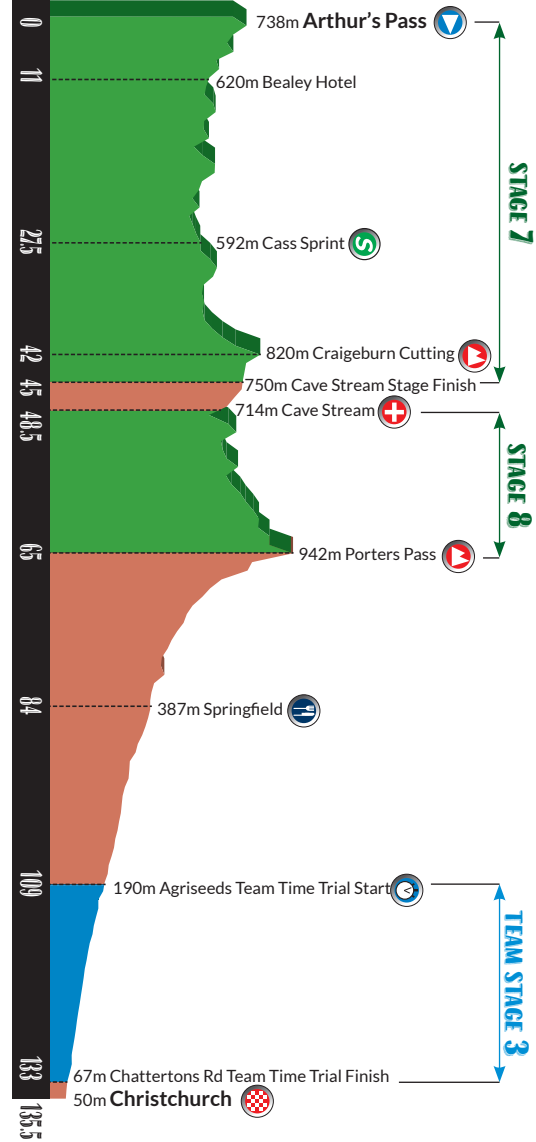 0
738m Arthur's Pass
11
620m Bealey Hotel
STAGE 7
27.5
592m Cass Sprint
S
42
820m Craigeburn Cutting
45
750m Cave Stream Stage Finish
48.5
714m Cave Stream
STAGE 8
65
942m Porters Pass
84
387m Springfield
109
190m Agriseeds Team Time Trial Start
TEAM STAGE 3
133
67m Chattertons Rd Team Time Trial Finish
135.5
50m Christchurch